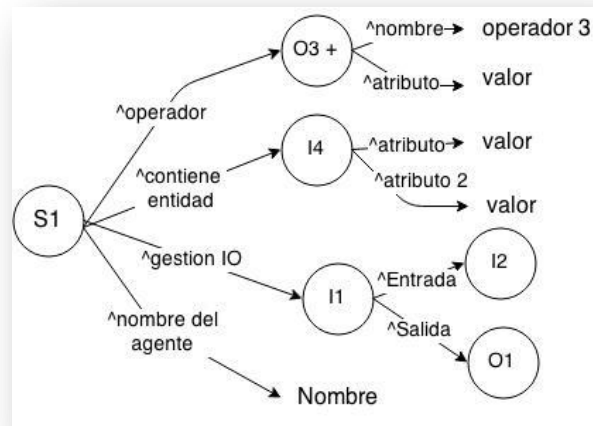 ^nombre
operador 3
O3 +
^atributo
valor
^operador
I4
^atributo
valor
^contiene
entidad
^atributo 2
valor
S1
^gestion IO
I2
^Entrada
I1
^Salida
^nombre del
agente
O1
Nombre